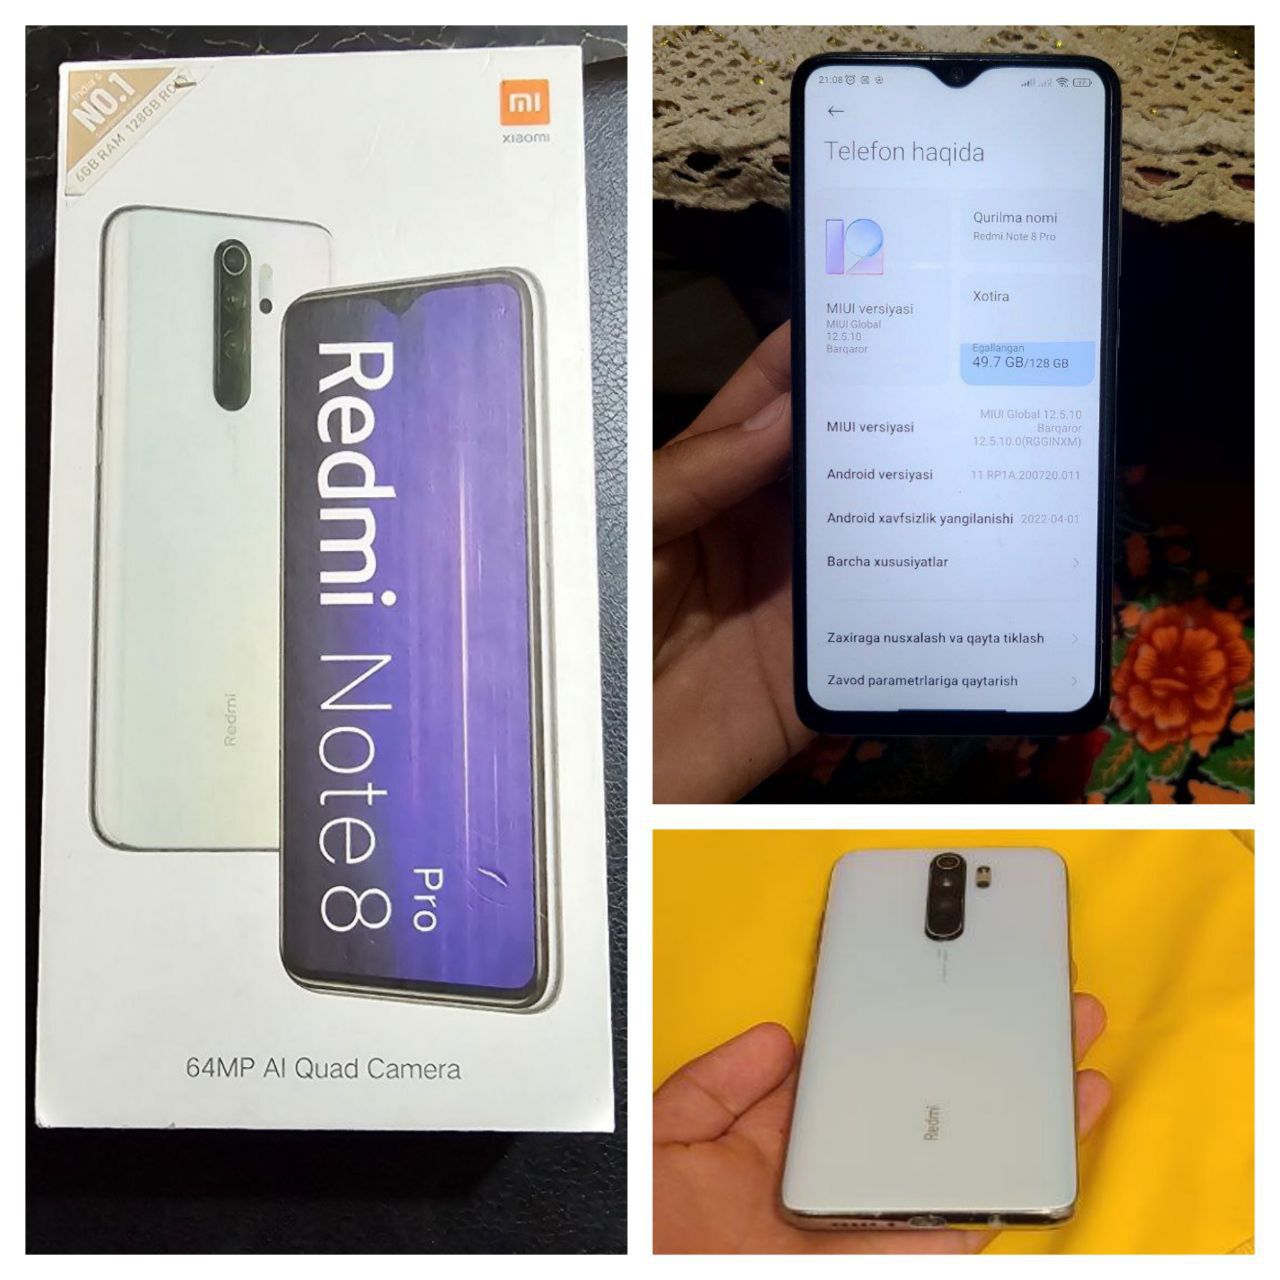 India's
NO.1
6GB RAM 128GB ROM
xiaomi
Redmi
Redmi Note 8
Pro
64MP AI Quad Camera
21:08
97
Telefon haqida
Qurilma nomi
Redmi Note 8 Pro
MIUI versiyasi
MIUI Global
12.5.10
Barqaror
Xotira
Egallangan
49.7 GB/128 GB
MIUI versiyasi
MIUI Global 12.5.10
Barqaror
12.5.10.0(RGGINXM)
Android versiyasi 11 RP1A.200720.011
Android xavfsizlik yangilanishi 2022-04-01
Barcha xususiyatlar
Zaxiraga nusxalash va qayta tiklash
Zavod parametrlariga qaytarish
Redmi